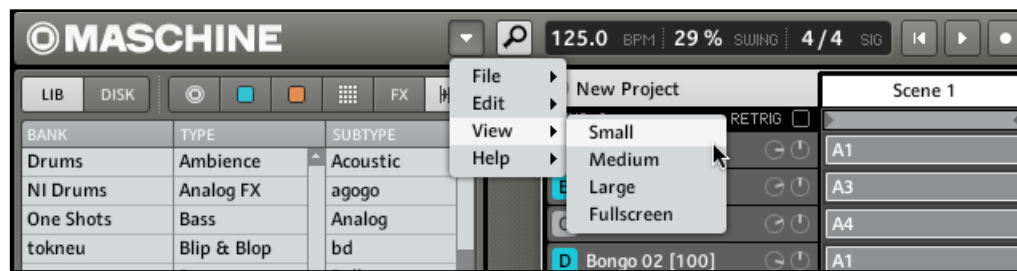 MASCHINE
125.0 BPM 29 % SWING 4/4 SIG
File
Edit
View
Help
Small
Medium
Large
Fullscreen
LIB DISK FX
New Project
Scene 1
RETRIG
BANK TYPE SUBTYPE
Drums Ambience Acoustic
NI Drums Analog FX agogo
One Shots Bass Analog
tokneu Blip & Blop bd
A1
A3
A4
D Bongo 02 [100] A1